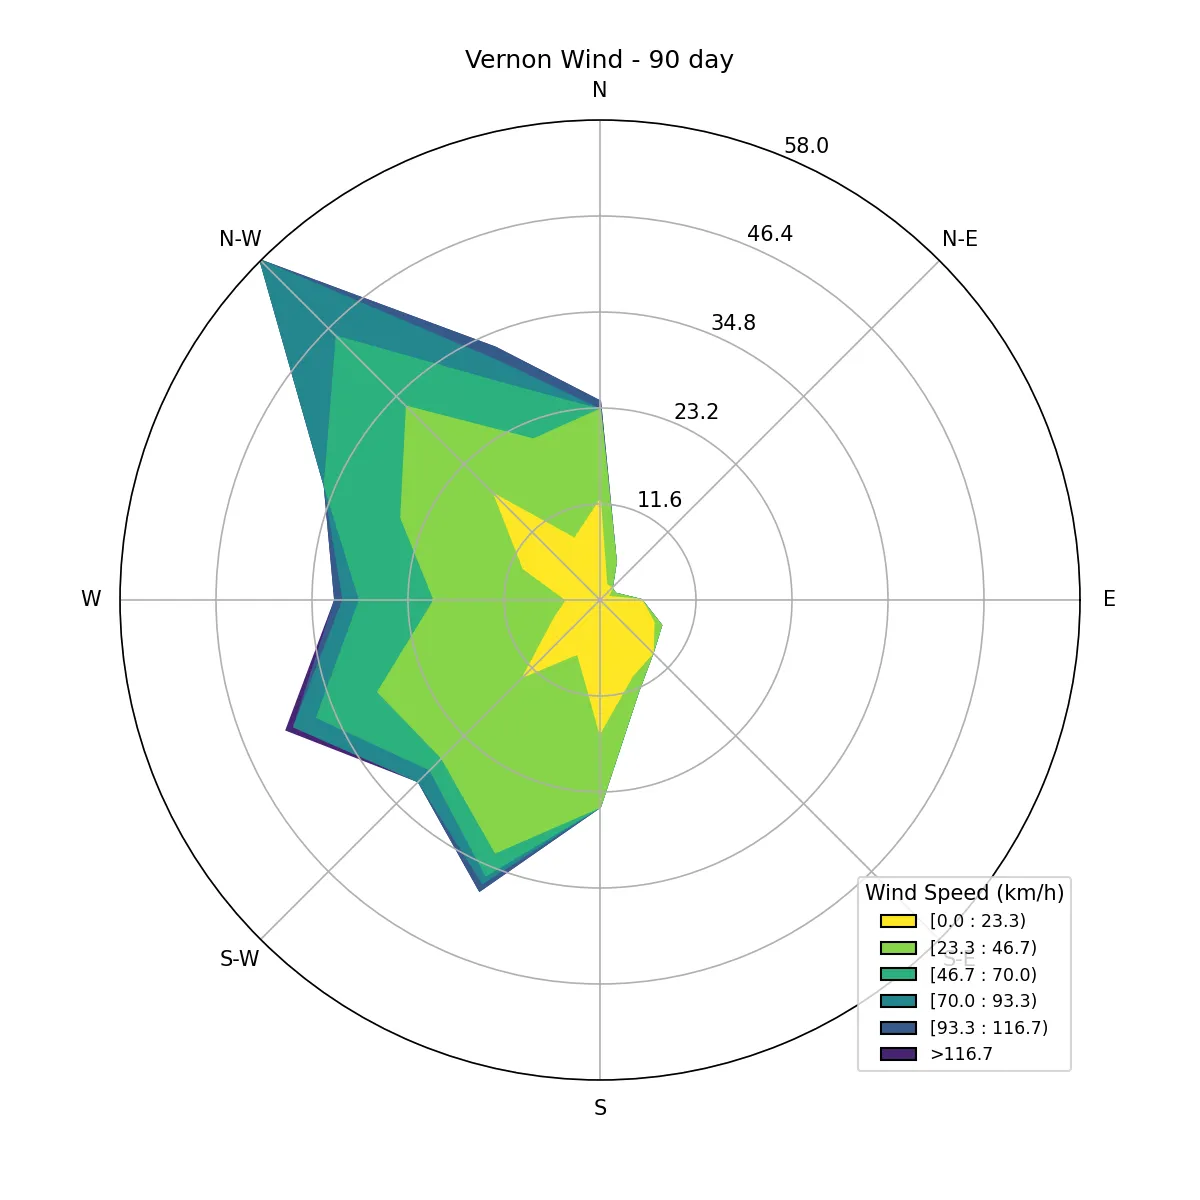 Vernon Wind - 90 day
N
58.0
46.4
N-W
N-E
34.8
23.2
11.6
W
E
S-W
S-E
Wind Speed (km/h)
[0.0 : 23.3)
[23.3 : 46.7)
[46.7 : 70.0)
[70.0 : 93.3)
[93.3 : 116.7)
>116.7
S